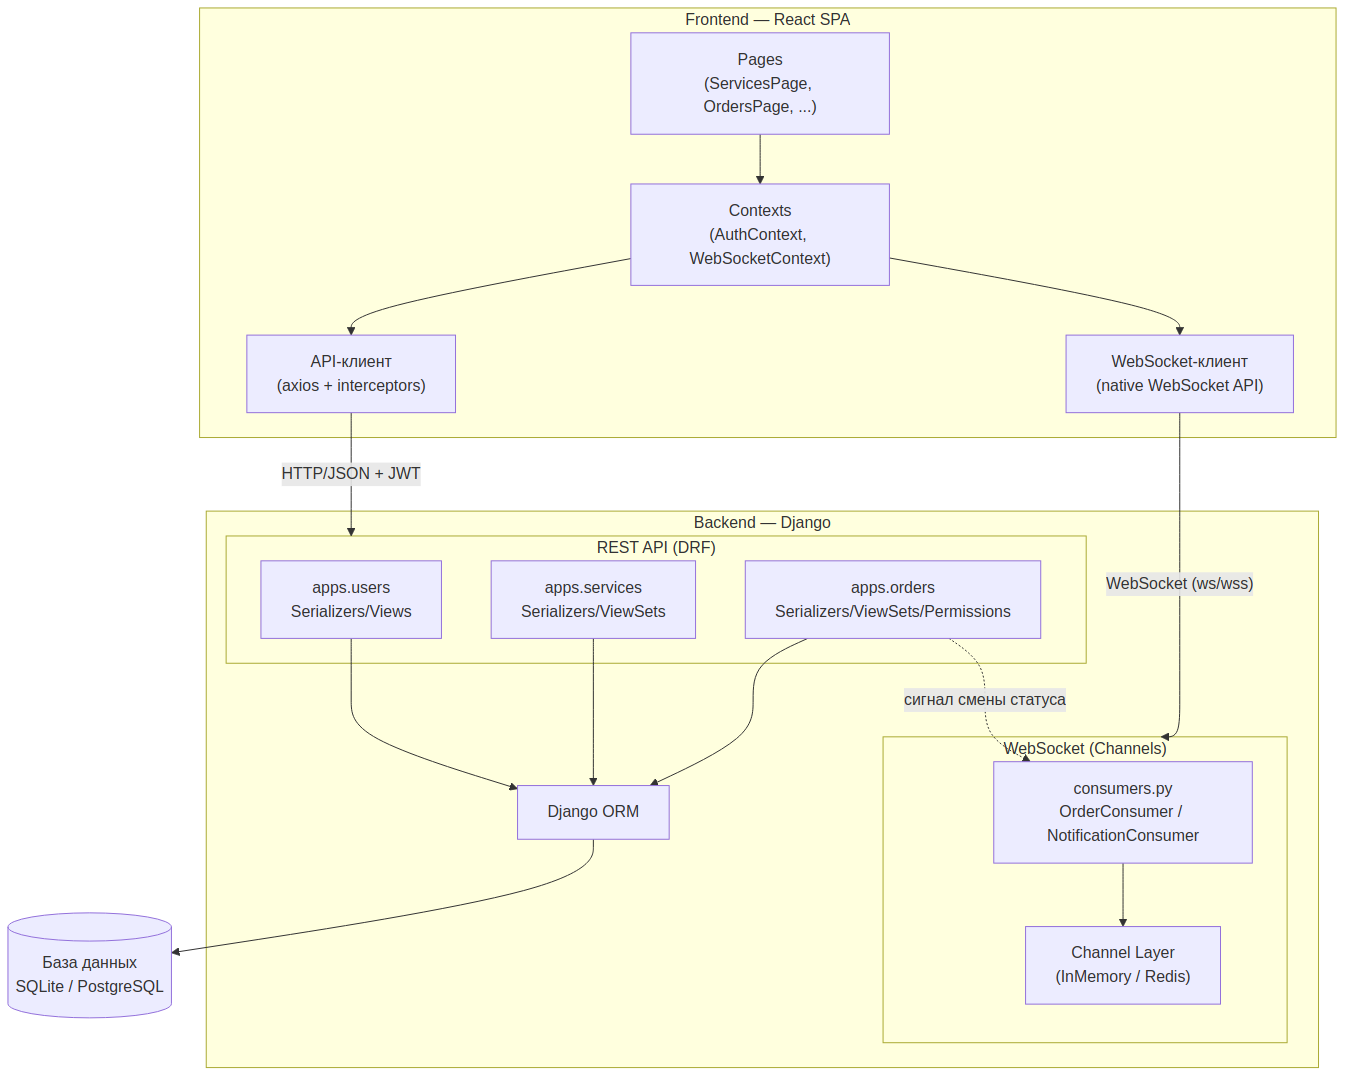 Frontend — React SPA
Pages
(ServicesPage,
OrdersPage, ...)
Contexts
(AuthContext,
WebSocketContext)
API-клиент
(axios + interceptors)
WebSocket-клиент
(native WebSocket API)
HTTP/JSON + JWT
Backend — Django
REST API (DRF)
apps.users
Serializers/Views
apps.services
Serializers/ViewSets
apps.orders
Serializers/ViewSets/Permissions
WebSocket (ws/wss)
сигнал смены статуса
WebSocket (Channels)
consumers.py
OrderConsumer /
NotificationConsumer
Django ORM
Channel Layer
(InMemory / Redis)
База данных
SQLite / PostgreSQL